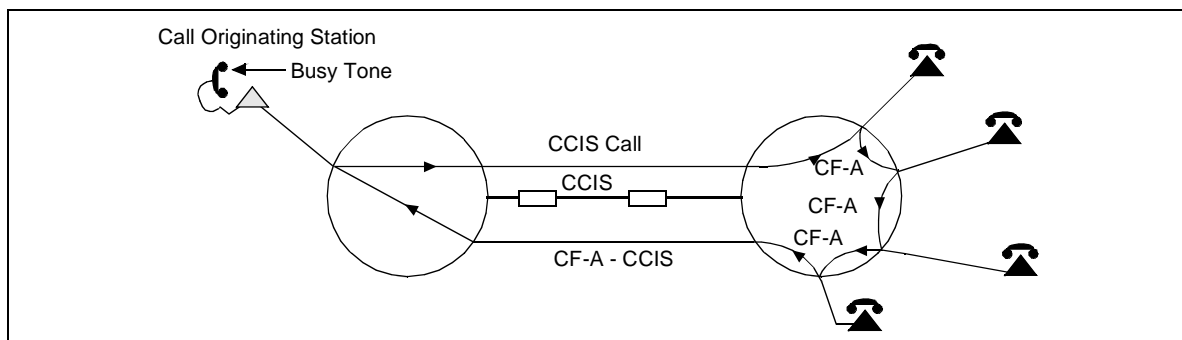 Call Originating Station
Busy Tone
CCIS Call
CCIS
CF-A - CCIS
CF-A
CF-A
CF-A